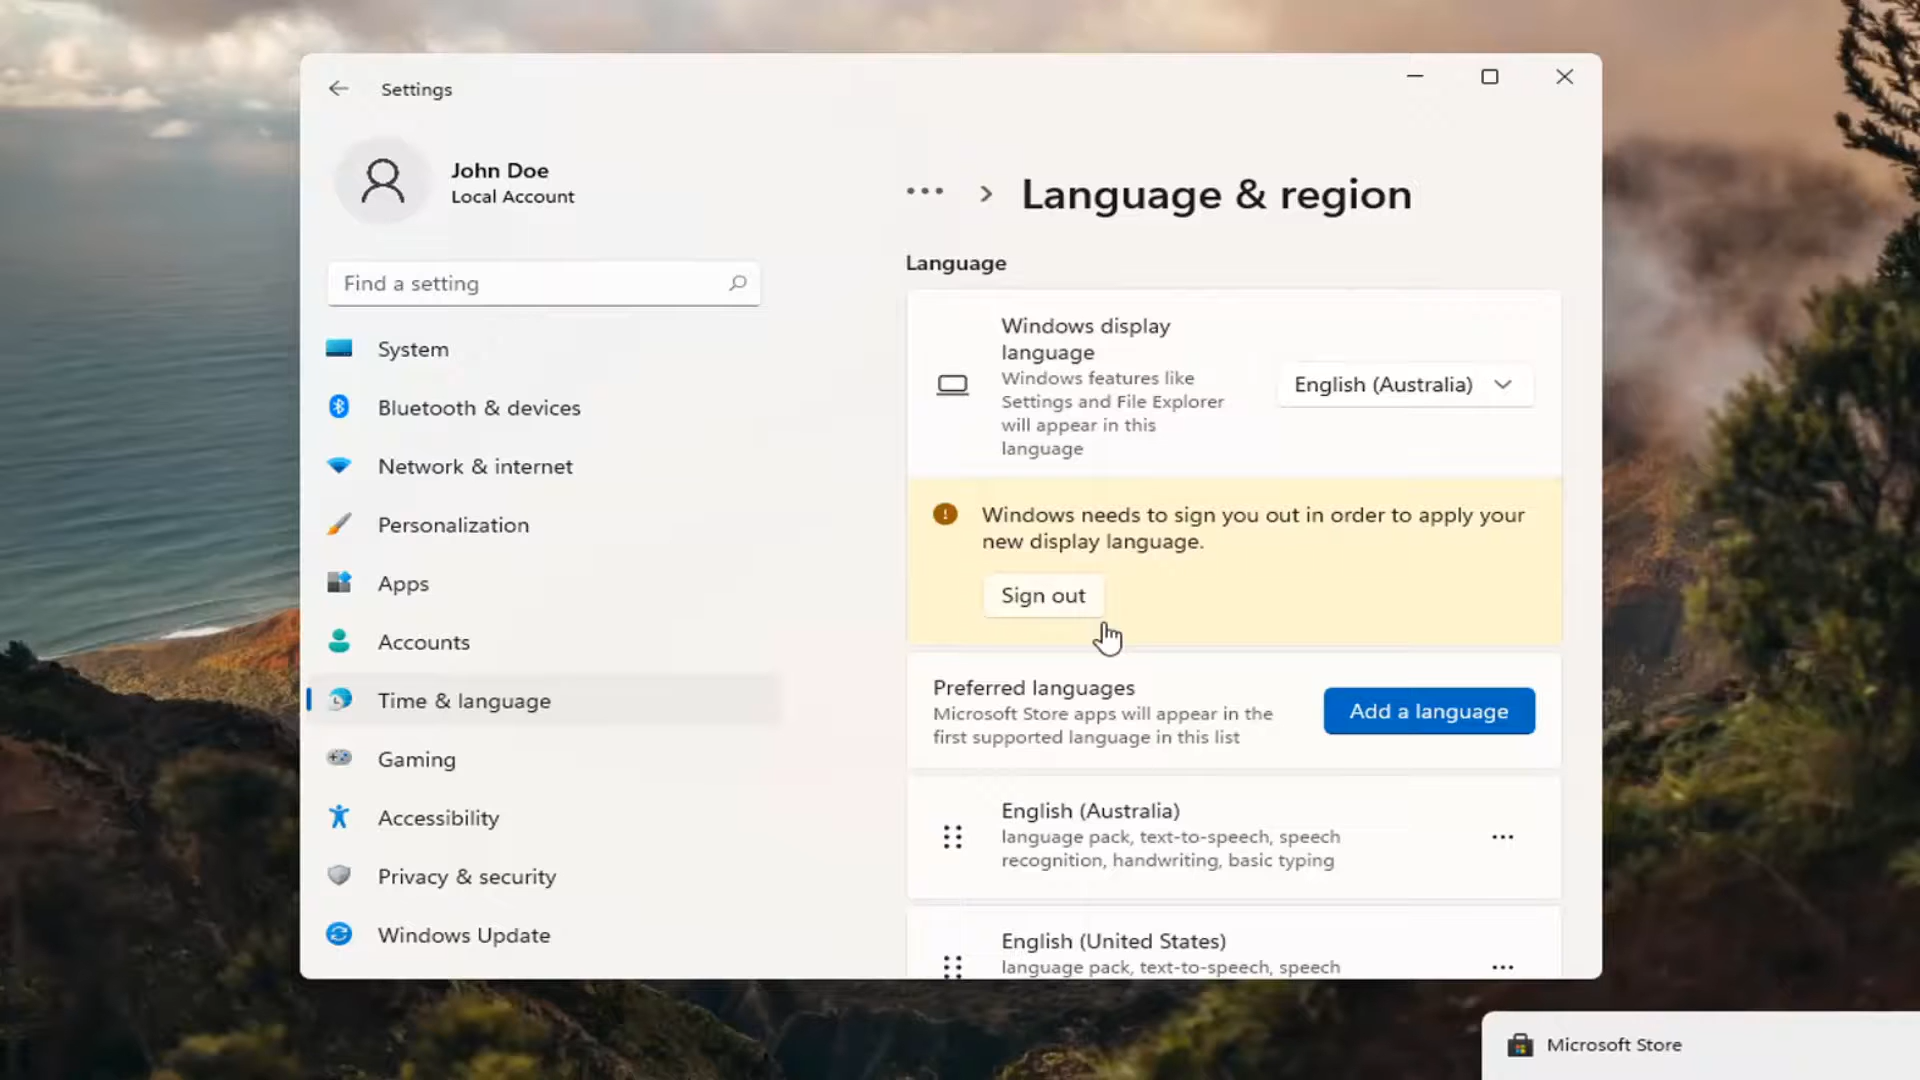 Settings
John Doe
Local Account
Find a setting
System
Bluetooth & devices
Network & internet
Personalization
Apps
Accounts
Time & language
Gaming
Accessibility
Privacy & security
Windows Update
Language & region
Language
Windows display
language
Windows features like
Settings and File Explorer
will appear in this
language
English (Australia)
Windows needs to sign you out in order to apply your
new display language.
Sign out
Preferred languages
Microsoft Store apps will appear in the
first supported language in this list
Add a language
English (Australia)
language pack, text-to-speech, speech
recognition, handwriting, basic typing
English (United States)
language pack, text-to-speech, speech
Microsoft Store